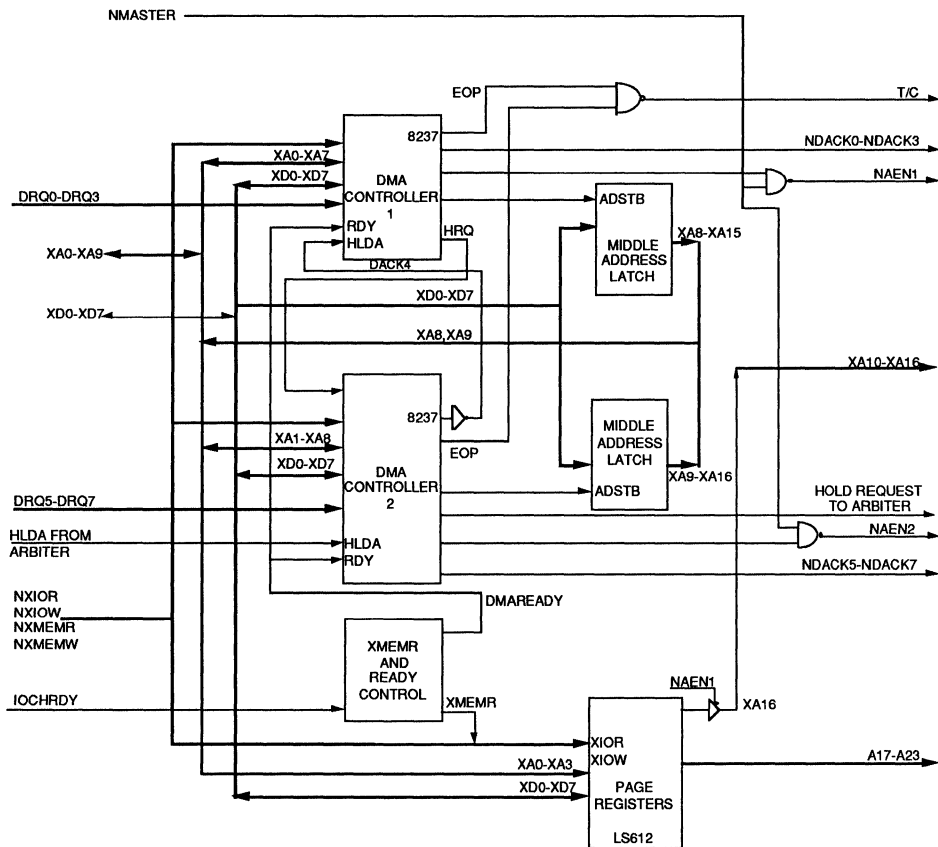 NMASTER
EOP
T/C
8237
NDACK0-NDACK3
XA0-XA7
XD0-XD7
DMA
CONTROLLER
1
NAEN1
DRQ0-DRQ3
ADSTB
RDY
HRQ
XA8-XA15
HLDA
MIDDLE
ADDRESS
LATCH
XA0-XA9
DACK4
XD0-XD7
XD0-XD7
XA8,XA9
XA10-XA16
8237
MIDDLE
ADDRESS
LATCH
XA1-XA8
EOP
XD0-XD7
DMA
CONTROLLER
2
XA9-XA16
ADSTB
DRQ5-DRQ7
HOLD REQUEST
TO ARBITER
HLDA FROM
ARBITER
NAEN2
HLDA
RDY
NDACK5-NDACK7
DMAREADY
NXIOR
NXIOW
NXMEMR
NXMEMW
XMEMR
AND
READY
CONTROL
NAEN1
IOCHRDY
XMEMR
XA16
XIOR
XIOW
XA0-XA3
A17-A23
PAGE
REGISTERS
XD0-XD7
LS612